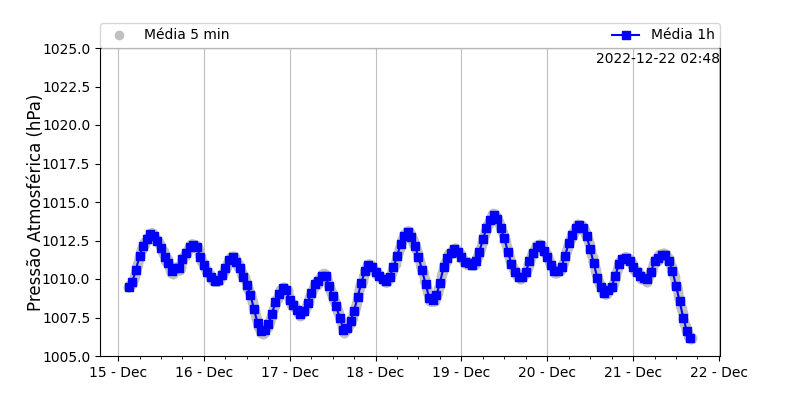 Média 5 min
Média 1h
2022-12-22 02:48
Pressão Atmosférica (hPa)
1025.0
1022.5
1020.0
1017.5
1015.0
1012.5
1010.0
1007.5
1005.0
15 - Dec
16 - Dec
17 - Dec
18 - Dec
19 - Dec
20 - Dec
21 - Dec
22 - Dec